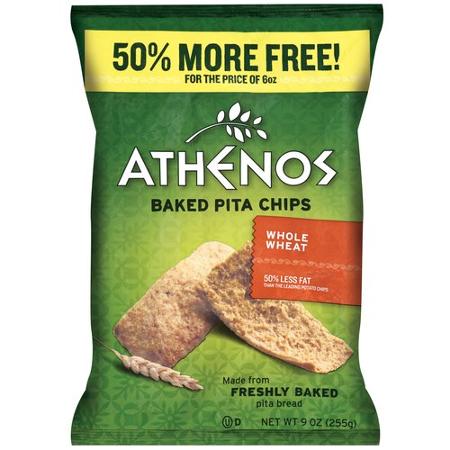 50% MORE FREE!
FOR THE PRICE OF 6oz
ATHENOS
BAKED PITA CHIPS
WHOLE
WHEAT
50% LESS FAT
THAN THE LEADING POTATO CHIPS
Made from
FRESHLY BAKED
pita bread
U D
NET WT 9 OZ (255g)